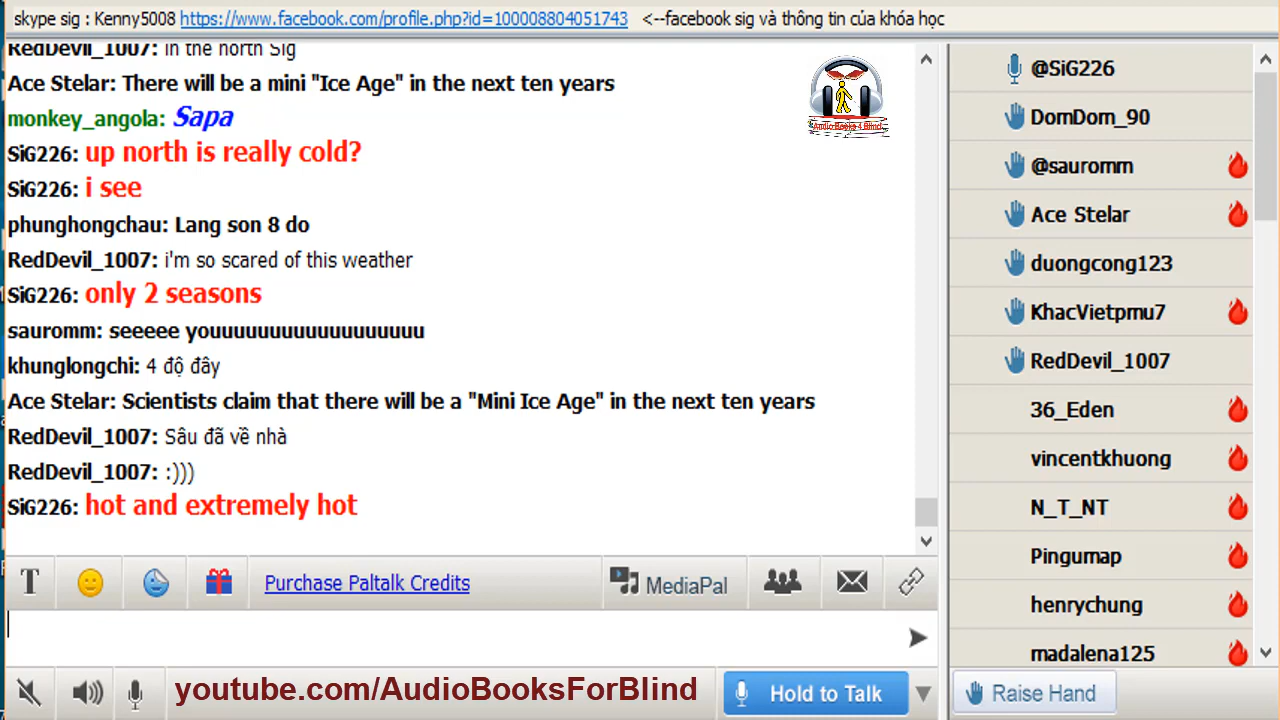 skype sig : Kenny5008 https://www.facebook.com/profile.php?id=100008804051743 <--facebook sig và thông tin của khóa học
RedDevil_1007: in the north Sig
Ace Stelar: There will be a mini "Ice Age" in the next ten years
monkey_angola: Sapa
SiG226: up north is really cold?
SiG226: i see
phunghongchau: Lang son 8 do
RedDevil_1007: i'm so scared of this weather
SiG226: only 2 seasons
sauromm: seeeee youuuuuuuuuuuuuuuuuu
khunglongchi: 4 độ đây
Ace Stelar: Scientists claim that there will be a "Mini Ice Age" in the next ten years
RedDevil_1007: Sâu đã về nhà
RedDevil_1007: :)))
SiG226: hot and extremely hot
AudioBooks 4 Blind
T
Purchase Paltalk Credits
MediaPal
youtube.com/AudioBooksForBlind
Hold to Talk
@SiG226
DomDom_90
@sauromm
Ace Stelar
duongcong123
KhacVietpmu7
RedDevil_1007
36_Eden
vincentkhuong
N_T_NT
Pingumap
henrychung
madalena125
Raise Hand